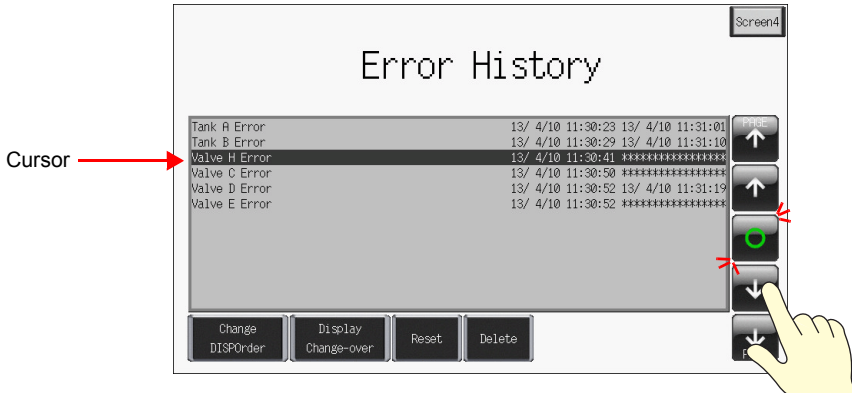 Screen4
Error History
Tank A Error 13/ 4/10 11:30:23 13/ 4/10 11:31:01
PAGE
Tank B Error 13/ 4/10 11:30:29 13/ 4/10 11:31:10
Cursor
Valve H Error 13/ 4/10 11:30:41 *****************
Valve C Error 13/ 4/10 11:30:50 *****************
Valve D Error 13/ 4/10 11:30:52 13/ 4/10 11:31:19
Valve E Error 13/ 4/10 11:30:52 *****************
Change
DISPOrder
Display
Change-over
Reset
Delete